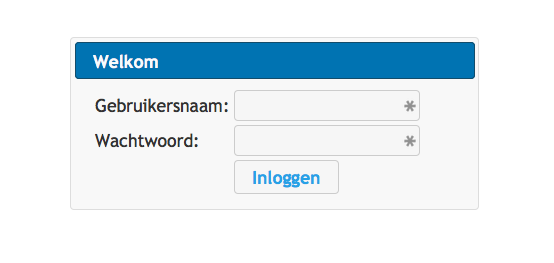 Welkom
Gebruikersnaam: *
Wachtwoord: *
Inloggen